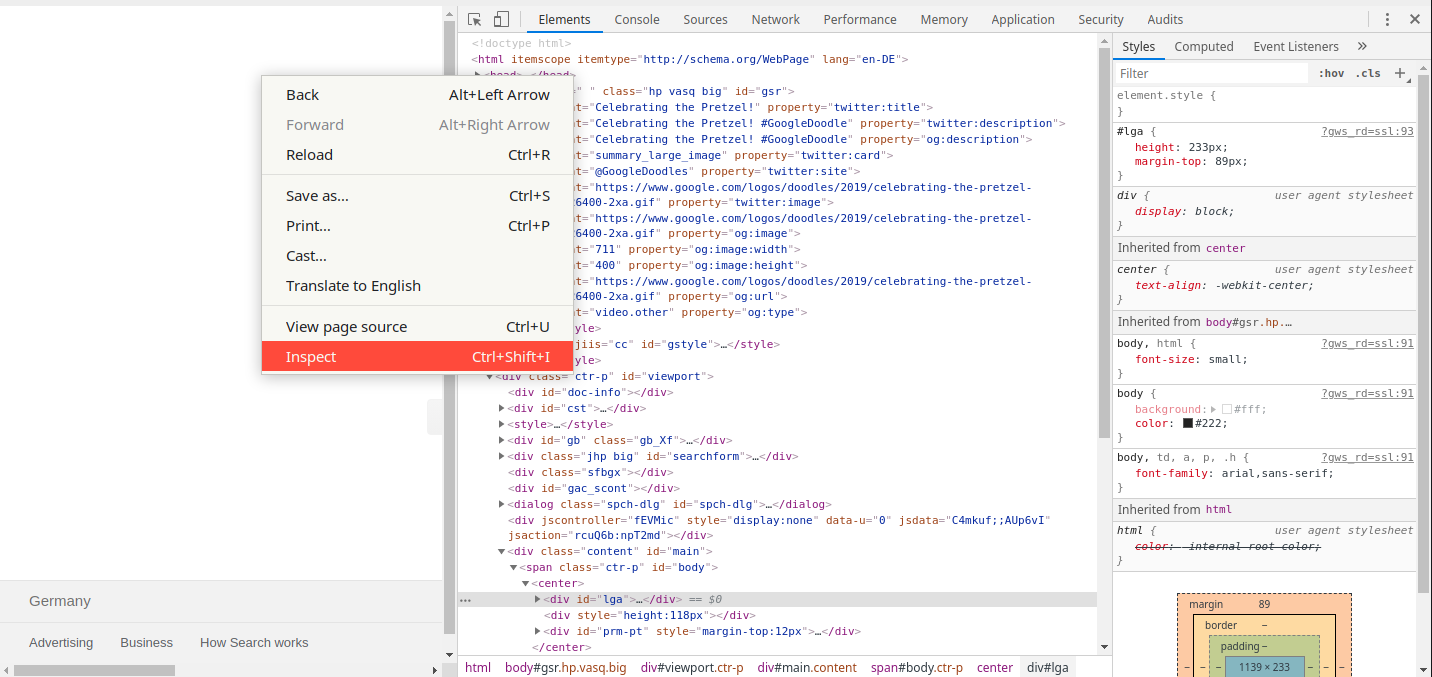 Elements Console Sources Network Performance Memory Application Security Audits
<!doctype html>
<html itemscope itemtype="http://schema.org/WebPage" lang="en-DE">
" " class="hp vasq big" id="gsr">
t="Celebrating the Pretzel!" property="twitter:title">
t="Celebrating the Pretzel! #GoogleDoodle" property="twitter:description">
t="Celebrating the Pretzel! #GoogleDoodle" property="og:description">
t="summary_large_image" property="twitter:card">
t="@GoogleDoodles" property="twitter:site">
t="https://www.google.com/logos/doodles/2019/celebrating-the-pretzel-
6400-2xa.gif" property="twitter:image">
t="https://www.google.com/logos/doodles/2019/celebrating-the-pretzel-
6400-2xa.gif" property="og:image">
t="711" property="og:image:width">
t="400" property="og:image:height">
t="https://www.google.com/logos/doodles/2019/celebrating-the-pretzel-
6400-2xa.gif" property="og:url">
t="video.other" property="og:type">
yle>
jiis="cc" id="gstyle">…</style>
yle>
<div class="ctr-p" id="viewport">
<div id="doc-info"></div>
<div id="cst">…</div>
<style>…</style>
<div id="gb" class="gb_Xf">…</div>
<div class="jhp big" id="searchform">…</div>
<div class="sfbgx"></div>
<div id="gac_scont"></div>
<dialog class="spch-dlg" id="spch-dlg">…</dialog>
<div jscontroller="fEVMic" style="display:none" data-u="0" jsdata="C4mkuf;;AUp6vI"
jsaction="rcuQ6b:npT2md"></div>
<div class="content" id="main">
<span class="ctr-p" id="body">
<center>
<div id="lga">…</div> == $0
<div style="height:118px"></div>
<div id="prm-pt" style="margin-top:12px">…</div>
</center>
html body#gsr.hp.vasq.big div#viewport.ctr-p div#main.content span#body.ctr-p center div#lga
Back Alt+Left Arrow
Forward Alt+Right Arrow
Reload Ctrl+R
Save as... Ctrl+S
Print... Ctrl+P
Cast...
Translate to English
View page source Ctrl+U
Inspect Ctrl+Shift+I
Germany
Advertising Business How Search works
Styles Computed Event Listeners »
Filter :hov .cls +
element.style {
}
#lga { ?gws_rd=ssl:93
height: 233px;
margin-top: 89px;
}
div { user agent stylesheet
display: block;
}
Inherited from center
center { user agent stylesheet
text-align: -webkit-center;
}
Inherited from body#gsr.hp.…
body, html { ?gws_rd=ssl:91
font-size: small;
}
body { ?gws_rd=ssl:91
background: #fff;
color: #222;
}
body, td, a, p, .h { ?gws_rd=ssl:91
font-family: arial,sans-serif;
}
Inherited from html
html { user agent stylesheet
color: -internal-root-color;
}
margin 89
border –
padding –
– – – 1139 × 233 – – –